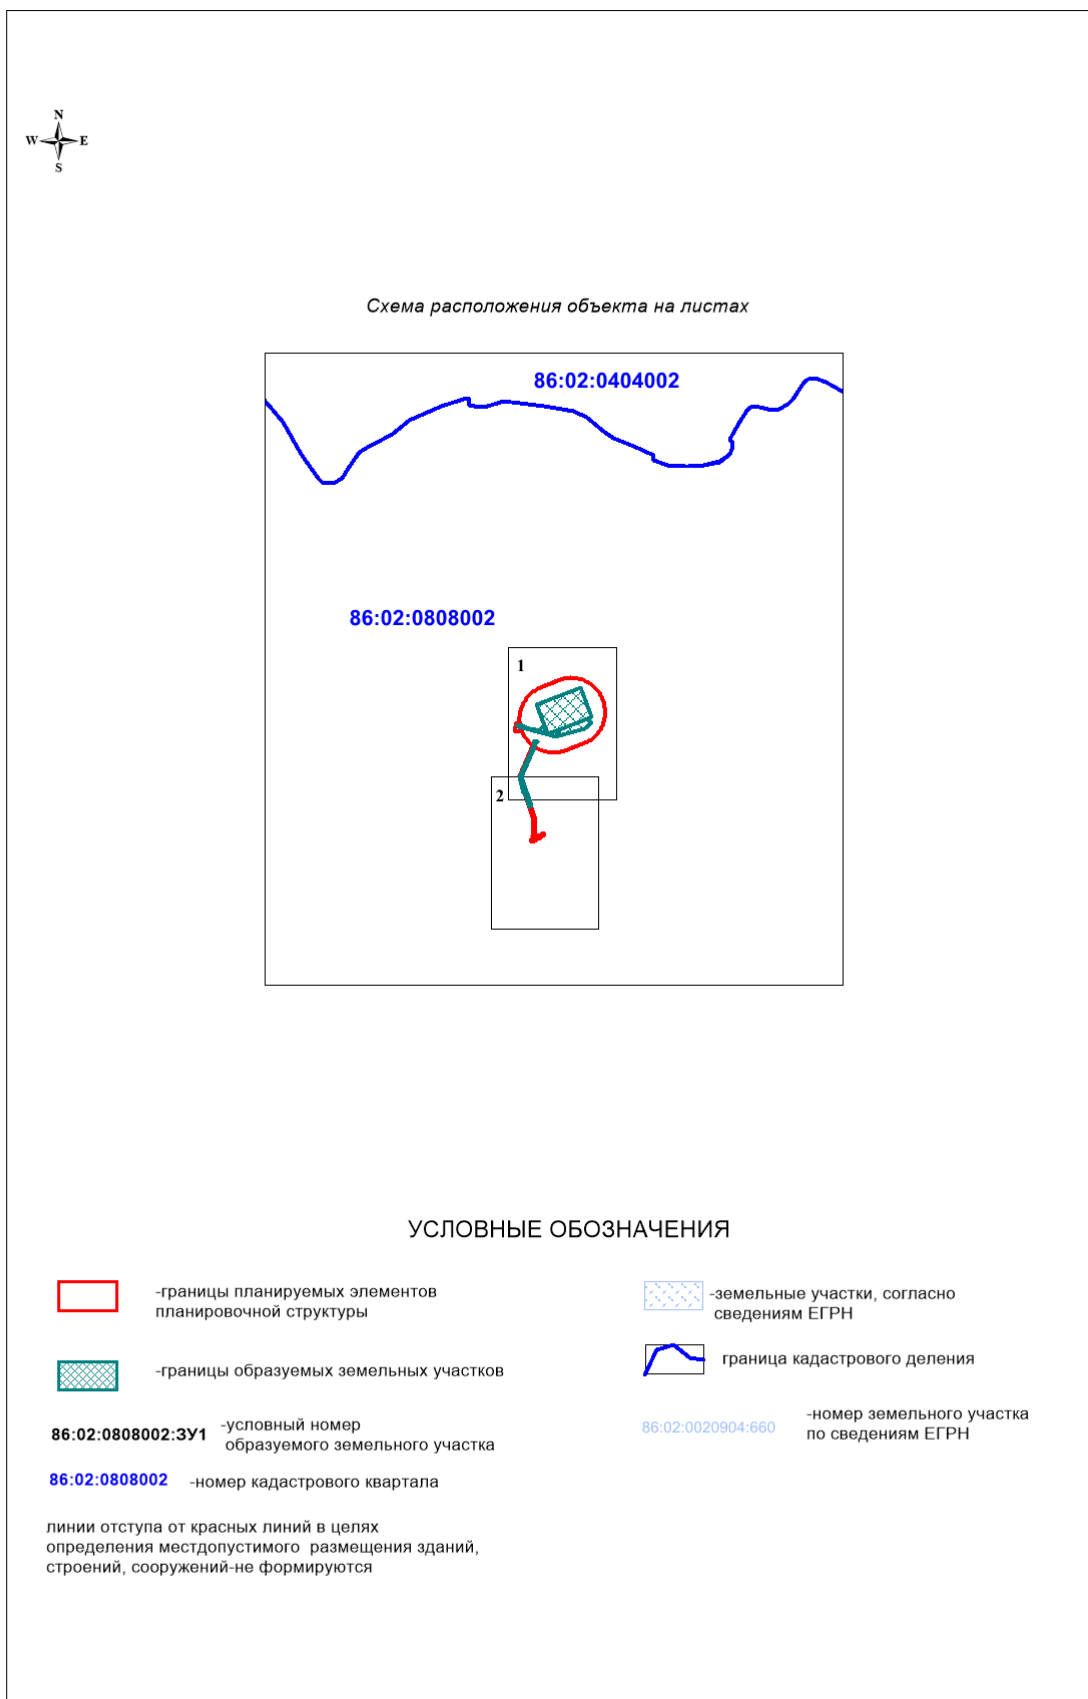 N
W E
S
Схема расположения объекта на листах
86:02:0404002
86:02:0808002
1
2
УСЛОВНЫЕ ОБОЗНАЧЕНИЯ
-границы планируемых элементов
планировочной структуры
-границы образуемых земельных участков
86:02:0808002:ЗУ1 -условный номер
образуемого земельного участка
86:02:0808002 -номер кадастрового квартала
линии отступа от красных линий в целях
определения местдопустимого размещения зданий,
строений, сооружений-не формируются
-земельные участки, согласно
сведениям ЕГРН
граница кадастрового деления
86:02:0020904:660 -номер земельного участка
по сведениям ЕГРН